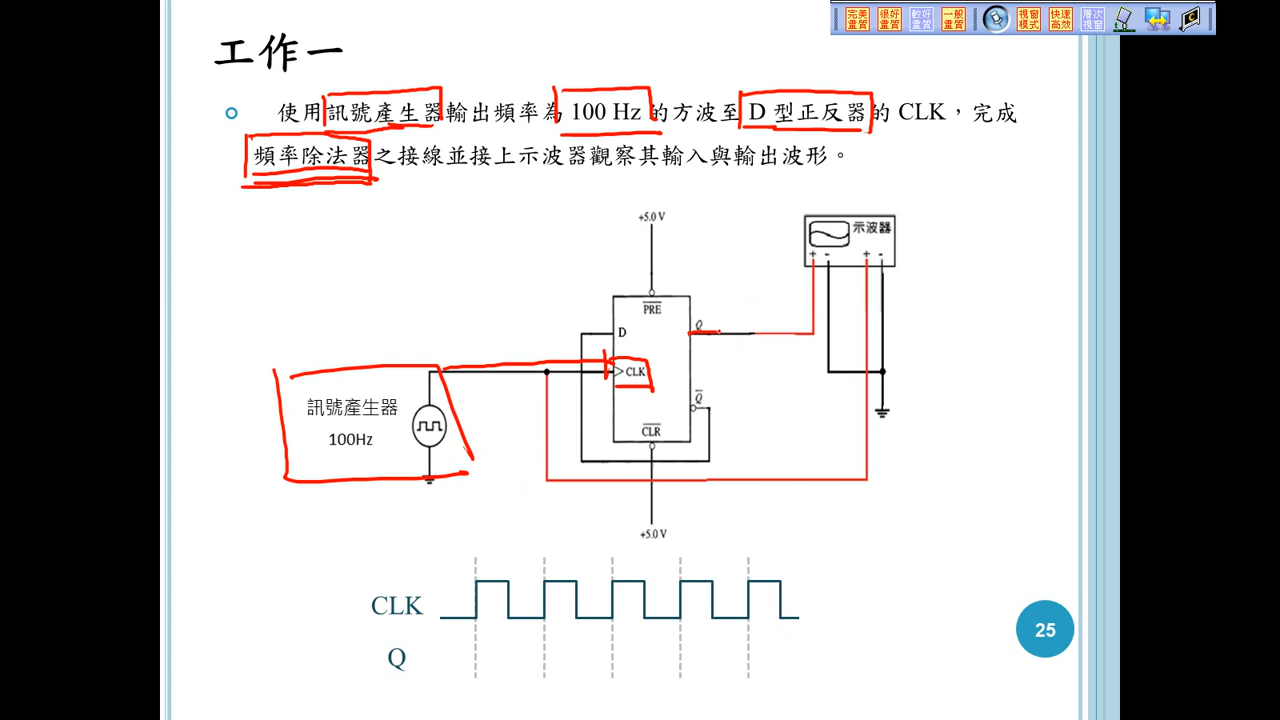 完美 很好 較好 一般 視窗 快速 層次
畫質 畫質 畫質 畫質 模式 高效 視窗
工作一
使用訊號產生器輸出頻率為 100 Hz 的方波至 D 型正反器的 CLK，完成
頻率除法器之接線並接上示波器觀察其輸入與輸出波形。
+5.0 V
示波器
+ - + -
PRE
D
Q
CLK
訊號產生器
100Hz
Q
CLR
+5.0 V
CLK
Q
25